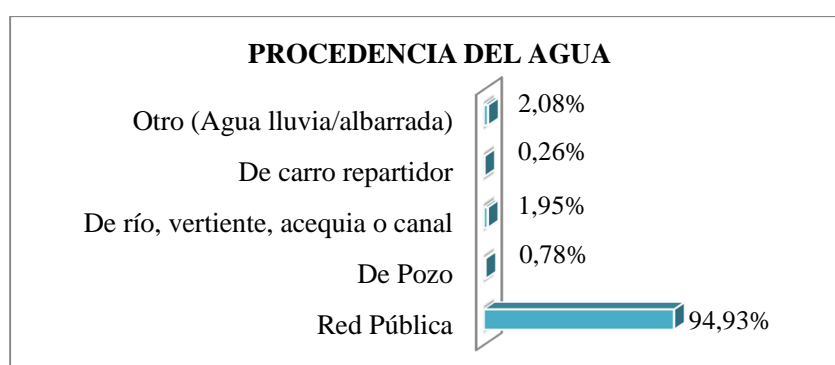 PROCEDENCIA DEL AGUA
Otro (Agua lluvia/albarrada) 2,08%
De carro repartidor 0,26%
De río, vertiente, acequia o canal 1,95%
De Pozo 0,78%
Red Pública 94,93%